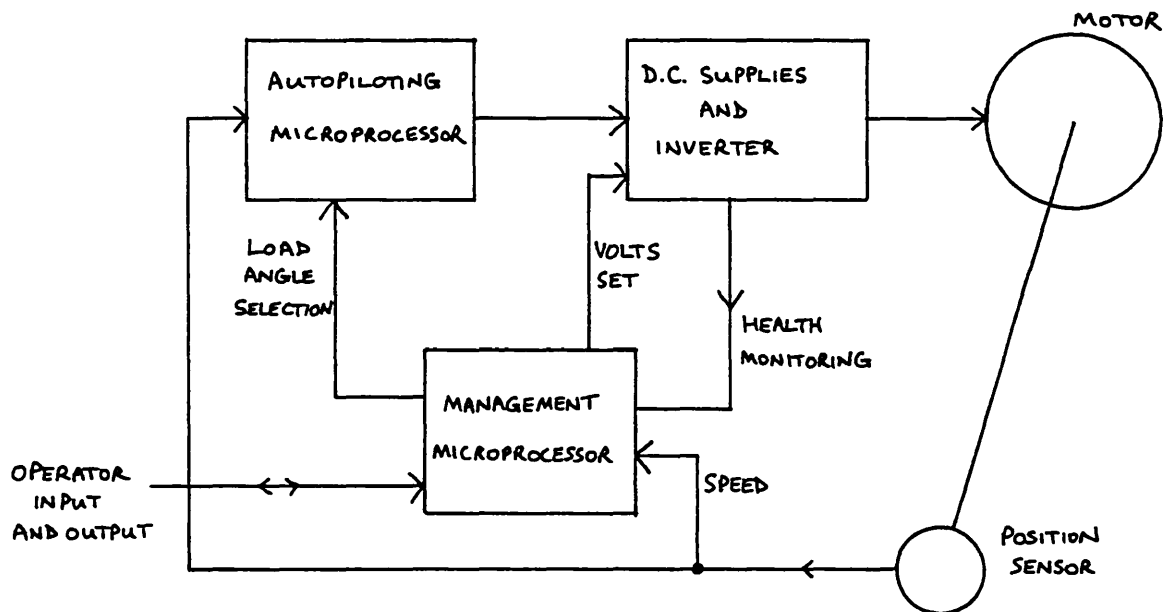 MOTOR
AUTOPILOTING
MICROPROCESSOR
D.C. SUPPLIES
AND
INVERTER
LOAD
ANGLE
SELECTION
VOLTS
SET
HEALTH
MONITORING
MANAGEMENT
MICROPROCESSOR
OPERATOR
INPUT
AND OUTPUT
SPEED
POSITION
SENSOR